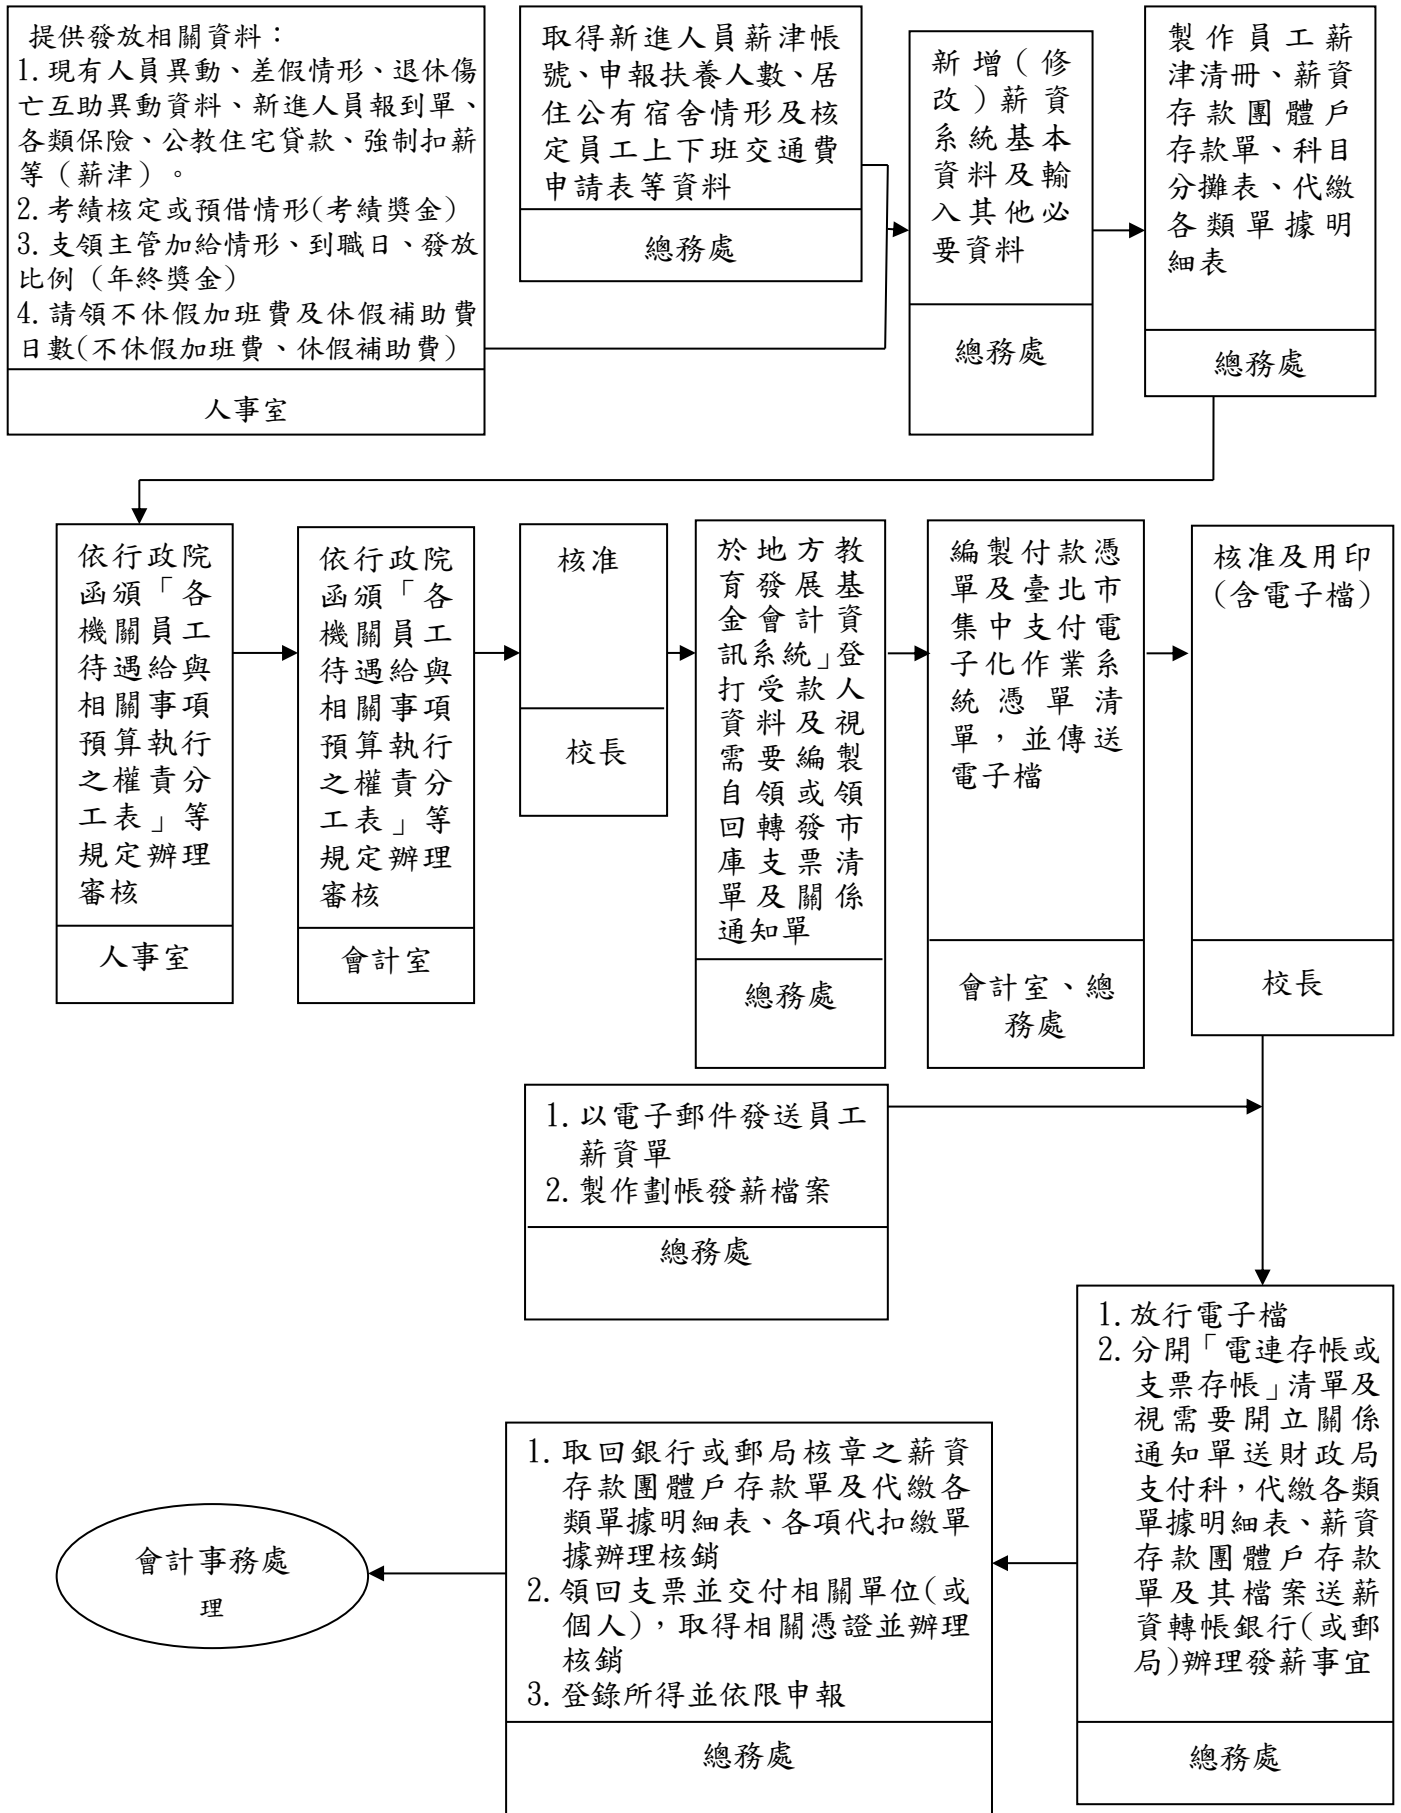 提供發放相關資料：
1.現有人員異動、差假情形、退休傷
亡互助異動資料、新進人員報到單、
各類保險、公教住宅貸款、強制扣薪
等（薪津）。
2.考績核定或預借情形(考績獎金)
3.支領主管加給情形、到職日、發放
比例（年終獎金)
4.請領不休假加班費及休假補助費
日數(不休假加班費、休假補助費)
人事室
取得新進人員薪津帳
號、申報扶養人數、居
住公有宿舍情形及核
定員工上下班交通費
申請表等資料
總務處
新增（修
改）薪資
系統基本
資料及輸
入其他必
要資料
總務處
製作員工薪
津清冊、薪資
存款團體戶
存款單、科目
分攤表、代繳
各類單據明
細表
總務處
依行政院
函頒「各
機關員工
待遇給與
相關事項
預算執行
之權責分
工表」等
規定辦理
審核
人事室
依行政院
函頒「各
機關員工
待遇給與
相關事項
預算執行
之權責分
工表」等
規定辦理
審核
會計室
核准
校長
於地方教
育發展基
金會計資
訊系統」登
打受款人
資料及視
需要編製
自領或領
回轉發市
庫支票清
單及關係
通知單
總務處
編製付款憑
單及臺北市
集中支付電
子化作業系
統憑單清
單，並傳送
電子檔
會計室、總
務處
核准及用印
(含電子檔)
校長
1.以電子郵件發送員工
薪資單
2.製作劃帳發薪檔案
總務處
1.放行電子檔
2.分開「電連存帳或
支票存帳」清單及
視需要開立關係
通知單送財政局
支付科，代繳各類
單據明細表、薪資
存款團體戶存款
單及其檔案送薪
資轉帳銀行(或郵
局)辦理發薪事宜
總務處
1.取回銀行或郵局核章之薪資
存款團體戶存款單及代繳各
類單據明細表、各項代扣繳單
據辦理核銷
2.領回支票並交付相關單位(或
個人)，取得相關憑證並辦理
核銷
3.登錄所得並依限申報
總務處
會計事務處
理